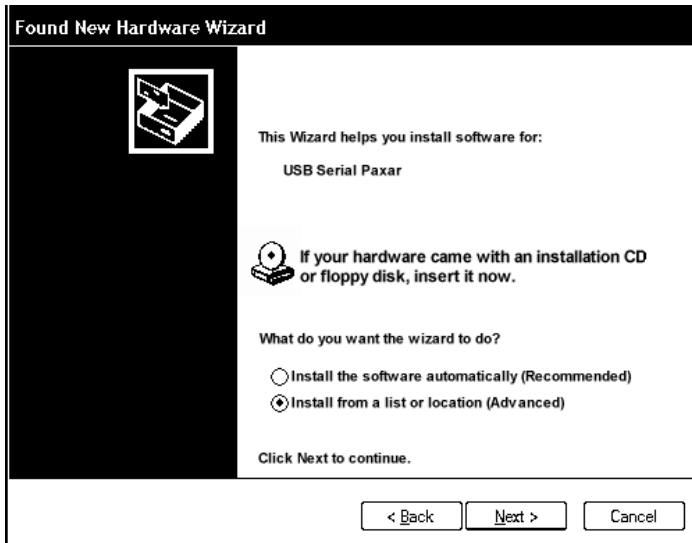 Found New Hardware Wizard
This Wizard helps you install software for:
USB Serial Paxar
If your hardware came with an installation CD
or floppy disk, insert it now.
What do you want the wizard to do?
Install the software automatically (Recommended)
Install from a list or location (Advanced)
Click Next to continue.
< Back Next > Cancel